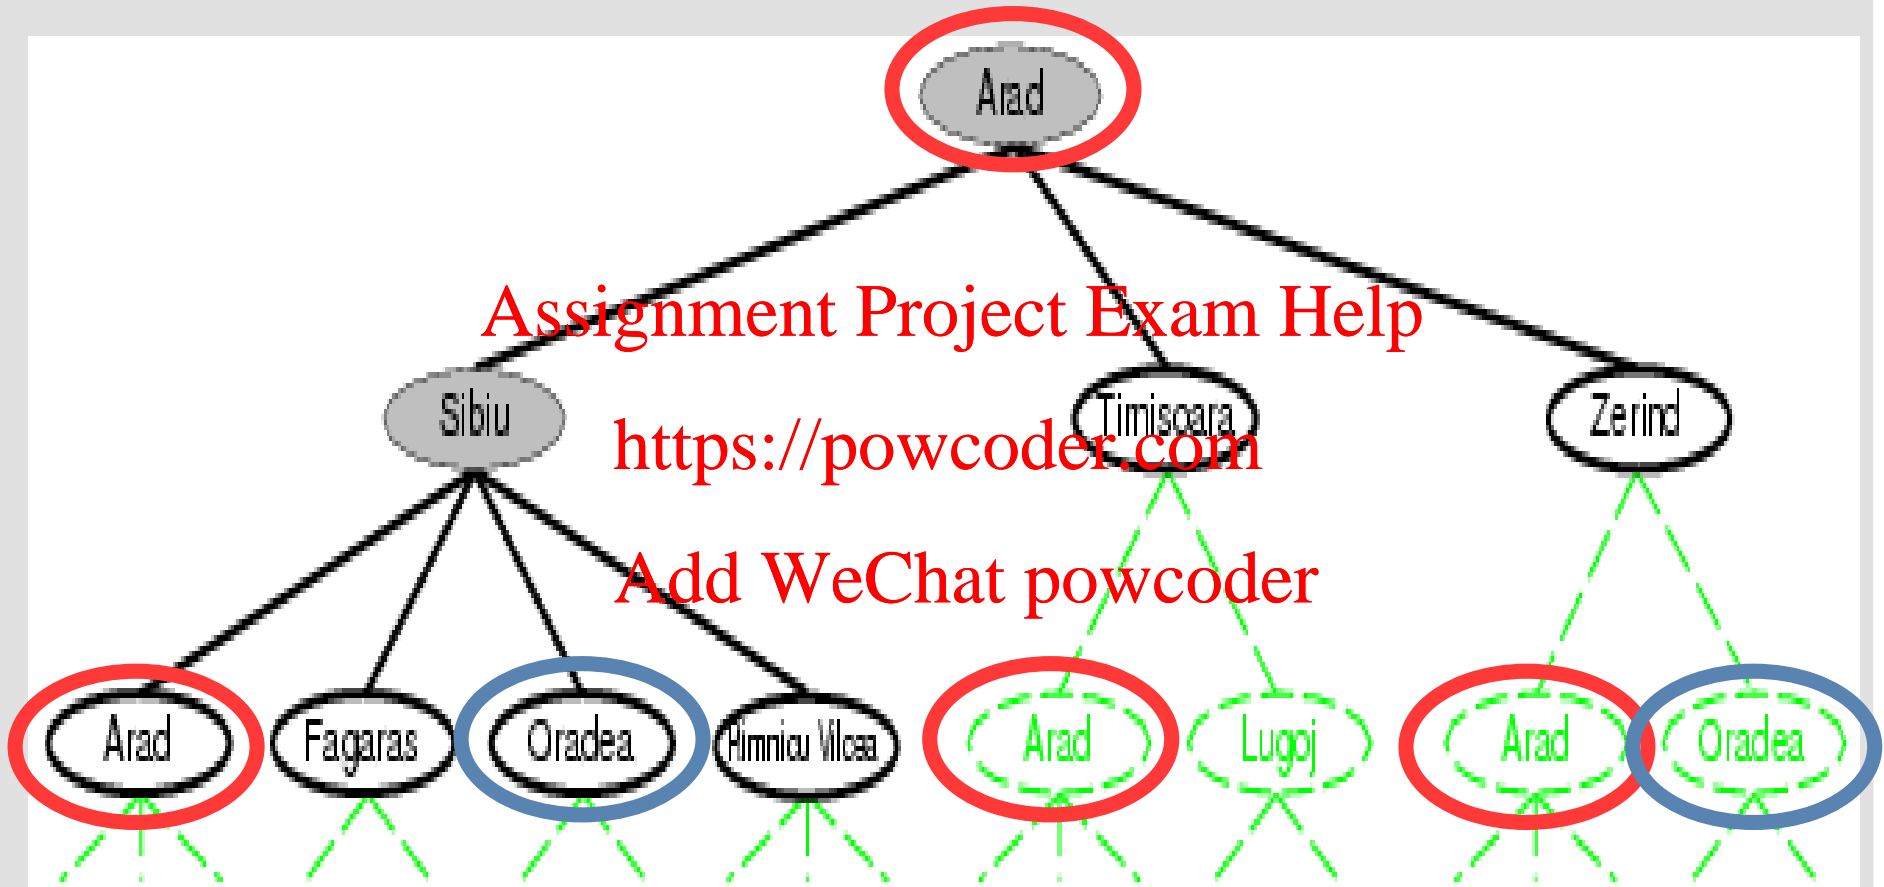 Arad
Assignment Project Exam Help
Sibiu Timisoara Zerind
https://powcoder.com
Add WeChat powcoder
Arad Fagaras Oradea Rimnicu Vilcea Arad Lugoj Arad Oradea